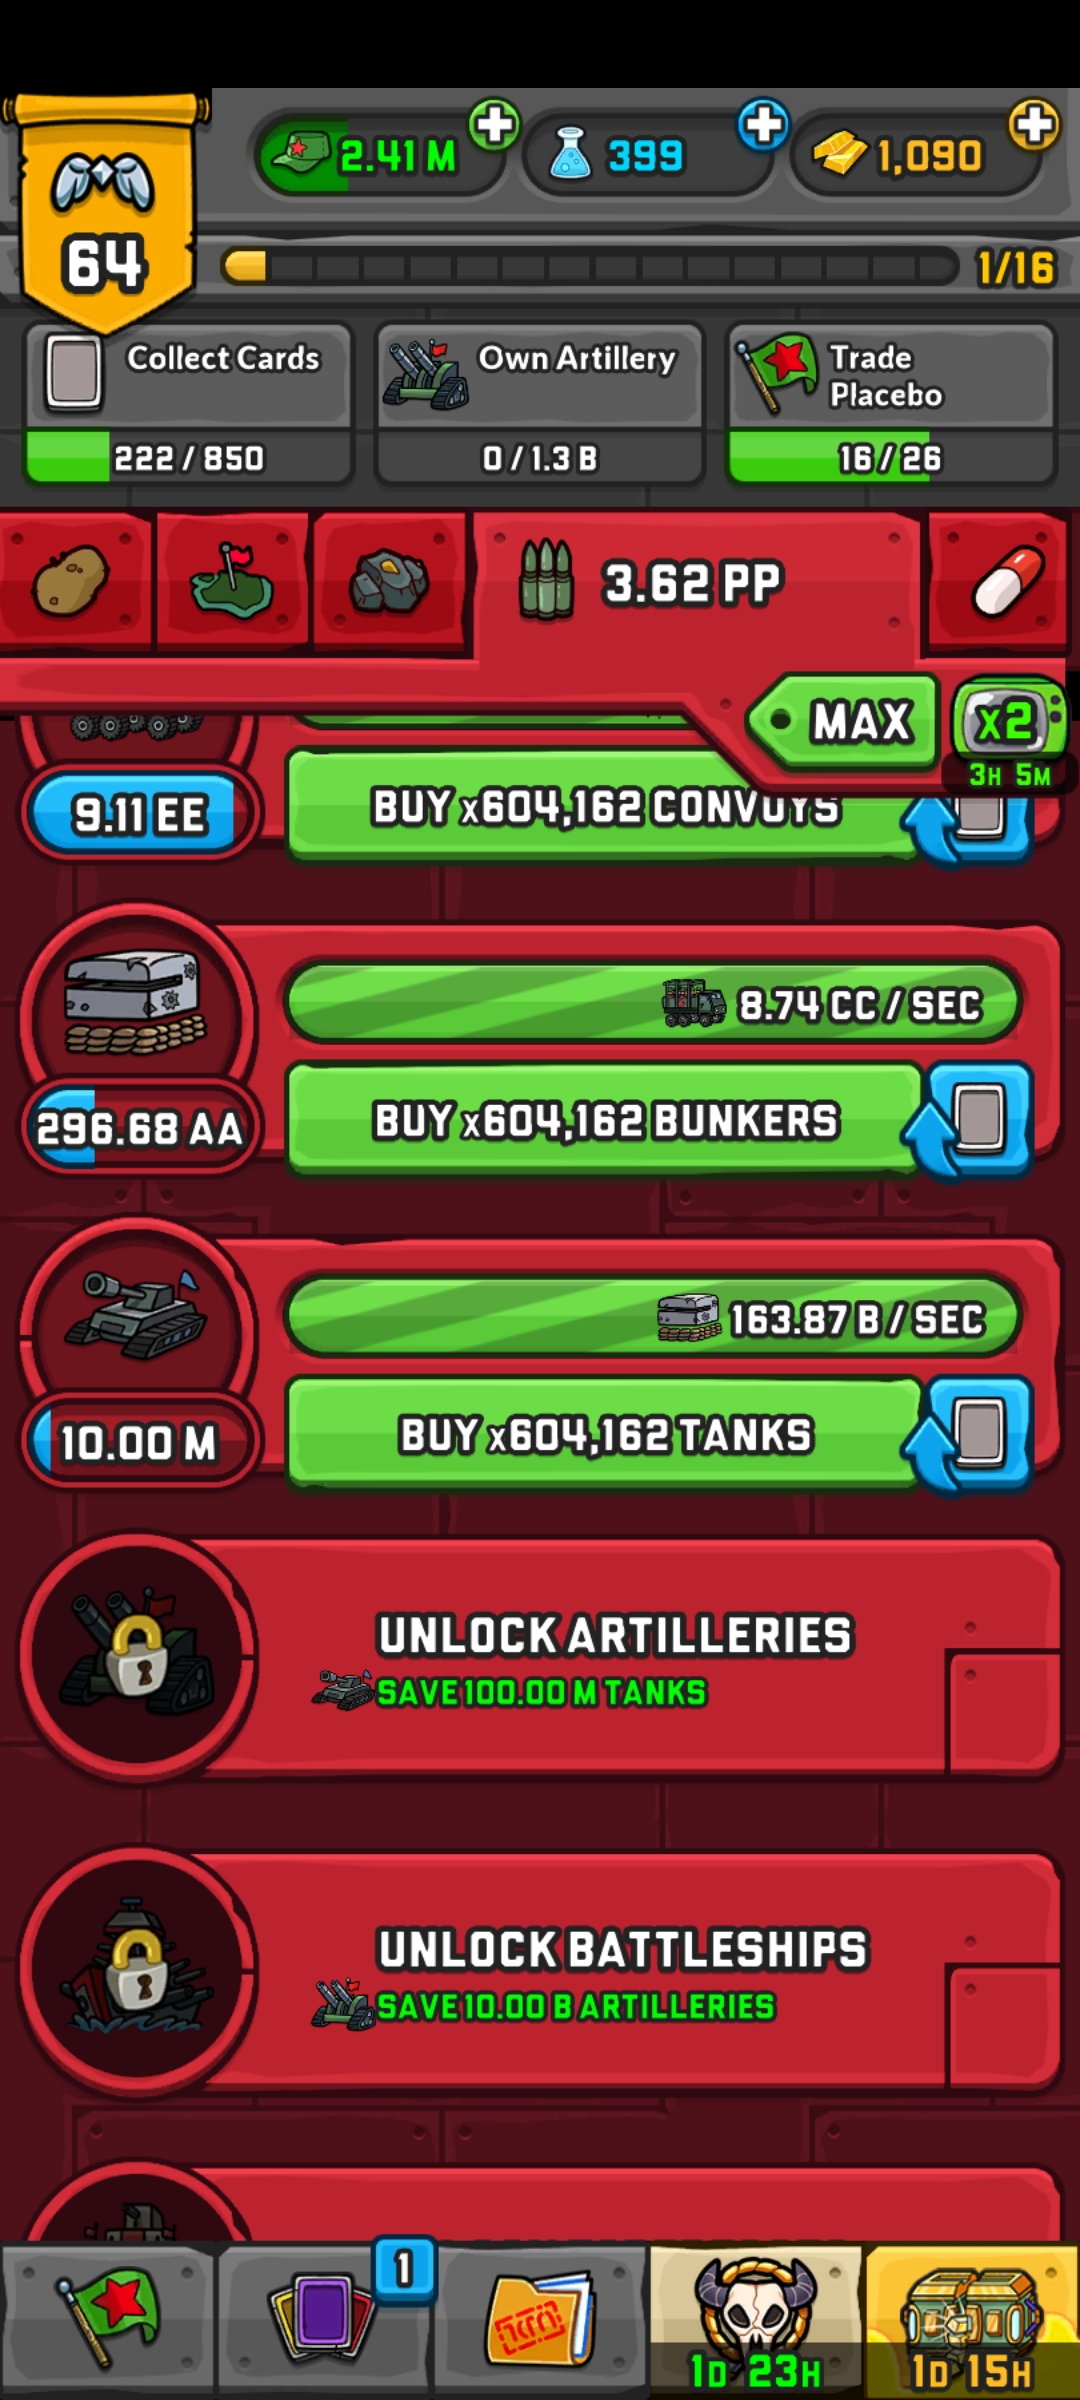 2.41 M
399
1,090
64
1/16
Collect Cards
222 / 850
Own Artillery
0 / 1.3 B
Trade
Placebo
16 / 26
3.62 PP
MAX
x2
3H 5M
9.11 EE
BUY x604,162 CONVOYS
8.74 CC / SEC
296.68 AA
BUY x604,162 BUNKERS
163.87 B / SEC
10.00 M
BUY x604,162 TANKS
UNLOCK ARTILLERIES
SAVE 100.00 M TANKS
UNLOCK BATTLESHIPS
SAVE 10.00 B ARTILLERIES
1
1D 23H
1D 15H